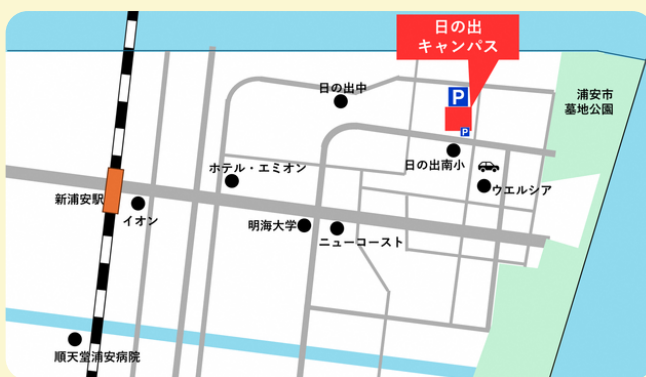 日の出
キャンパス
日の出中
P
浦安市
墓地公園
P
日の出南小
ホテル・エミオン
ウエルシア
新浦安駅
イオン
明海大学
ニューコースト
順天堂浦安病院